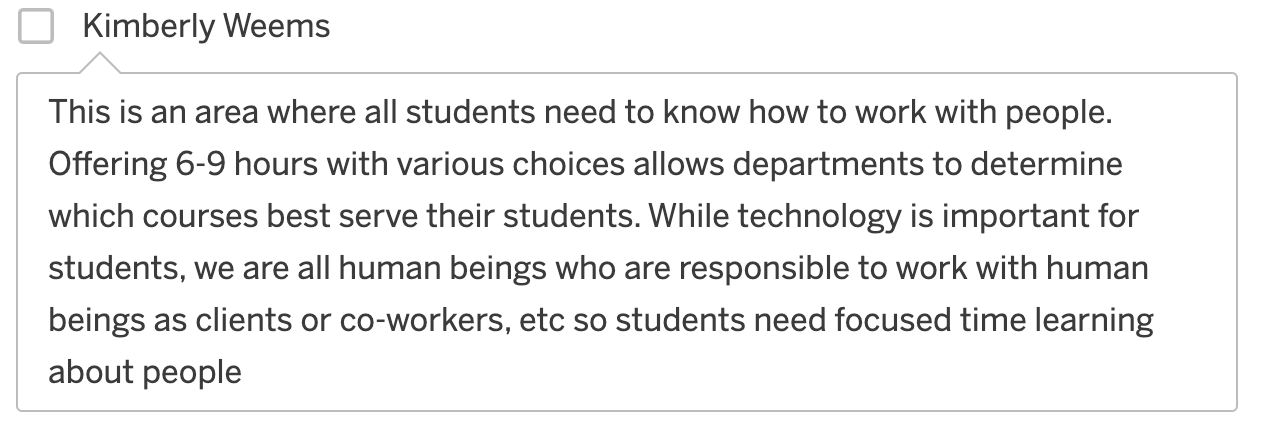 Kimberly Weems
This is an area where all students need to know how to work with people.
Offering 6-9 hours with various choices allows departments to determine
which courses best serve their students. While technology is important for
students, we are all human beings who are responsible to work with human
beings as clients or co-workers, etc so students need focused time learning
about people